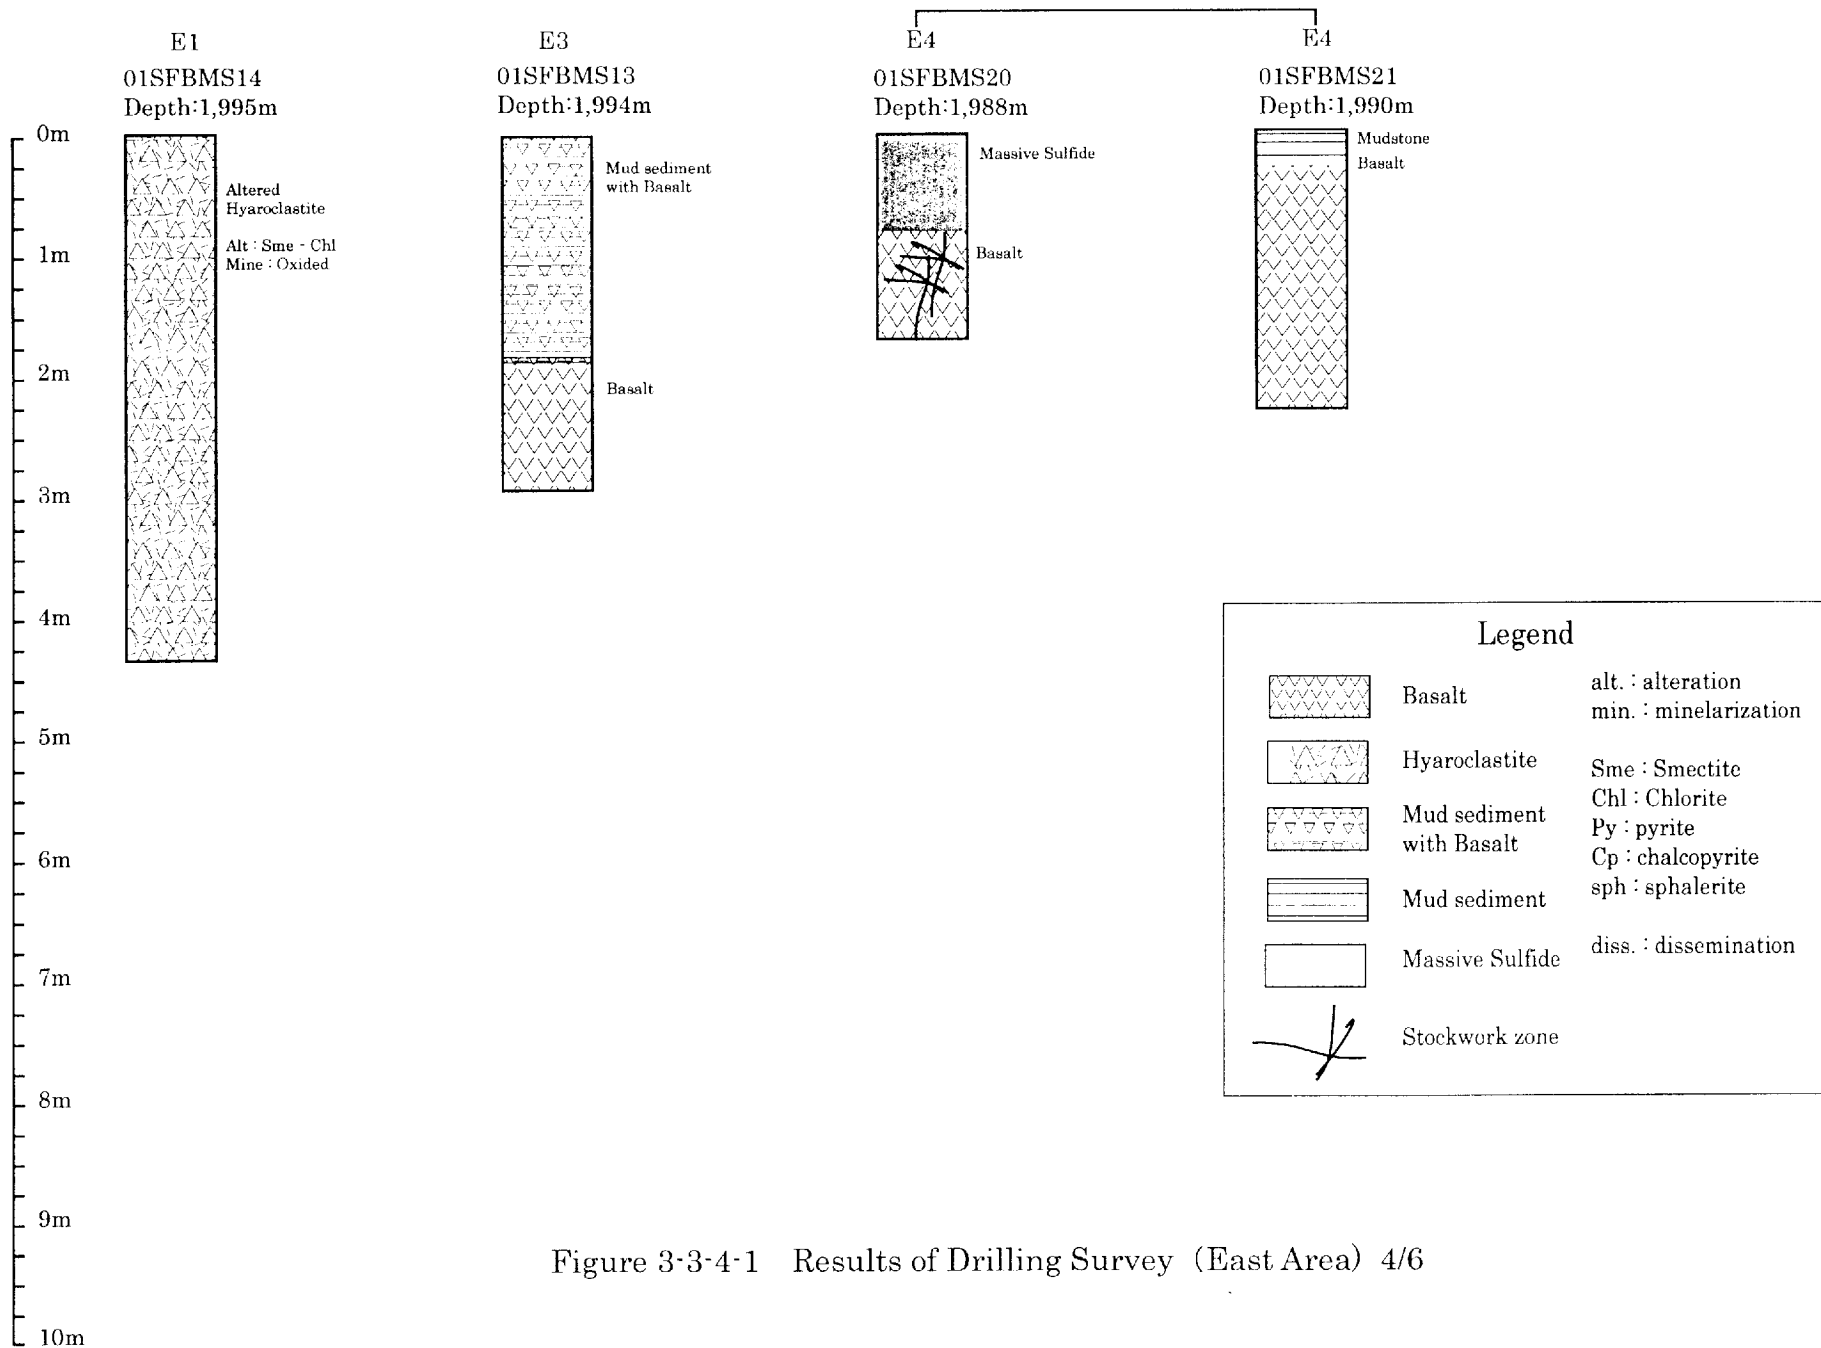 E1
01SFBMS14
Depth:1,995m
E3
01SFBMS13
Depth:1,994m
E4
01SFBMS20
Depth:1,988m
E4
01SFBMS21
Depth:1,990m
0m
1m
2m
3m
4m
5m
6m
7m
8m
9m
10m
Altered
Hyaroclastite
Alt : Sme - Chl
Mine : Oxided
Mud sediment
with Basalt
Basalt
Massive Sulfide
Basalt
Mudstone
Basalt
Legend
Basalt
Hyaroclastite
Mud sediment
with Basalt
Mud sediment
Massive Sulfide
Stockwork zone
alt. : alteration
min. : minelarization
Sme : Smectite
Chl : Chlorite
Py : pyrite
Cp : chalcopyrite
sph : sphalerite
diss. : dissemination
Figure 3-3-4-1 Results of Drilling Survey (East Area) 4/6